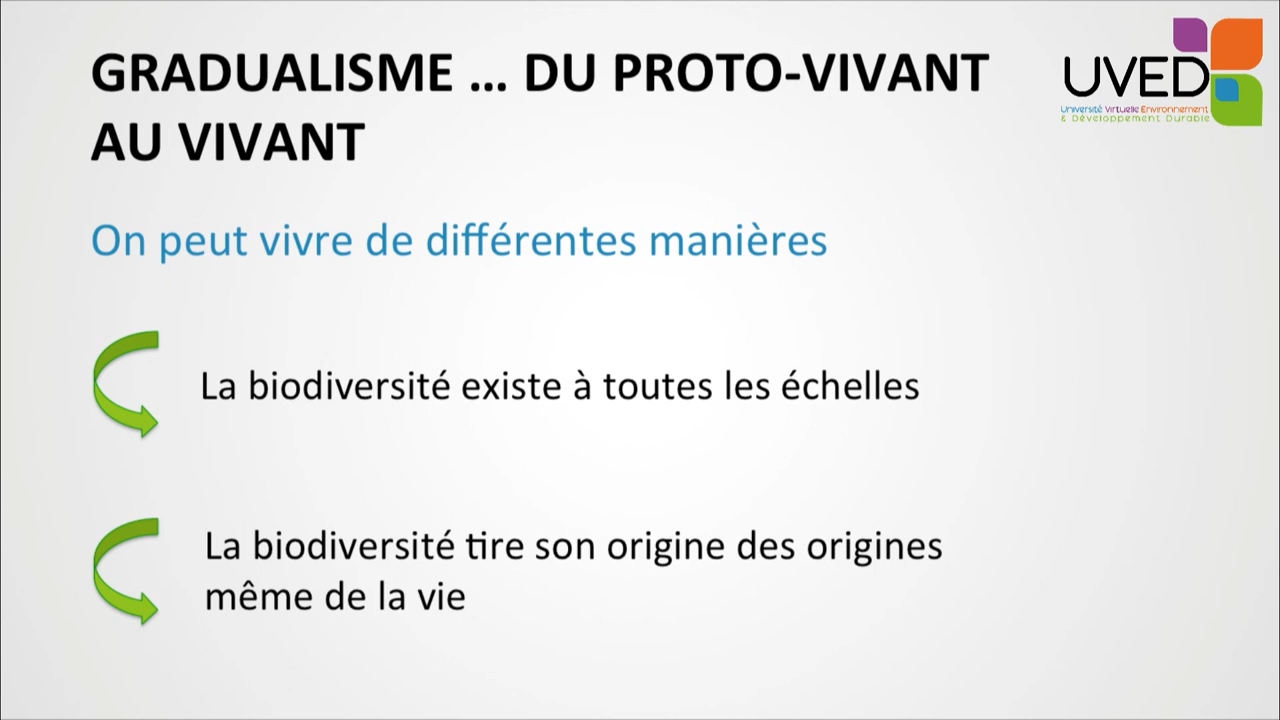 GRADUALISME ... DU PROTO-VIVANT
AU VIVANT
UVED
Université Virtuelle Environnement
& Développement Durable
On peut vivre de différentes manières
La biodiversité existe à toutes les échelles
La biodiversité tire son origine des origines
même de la vie